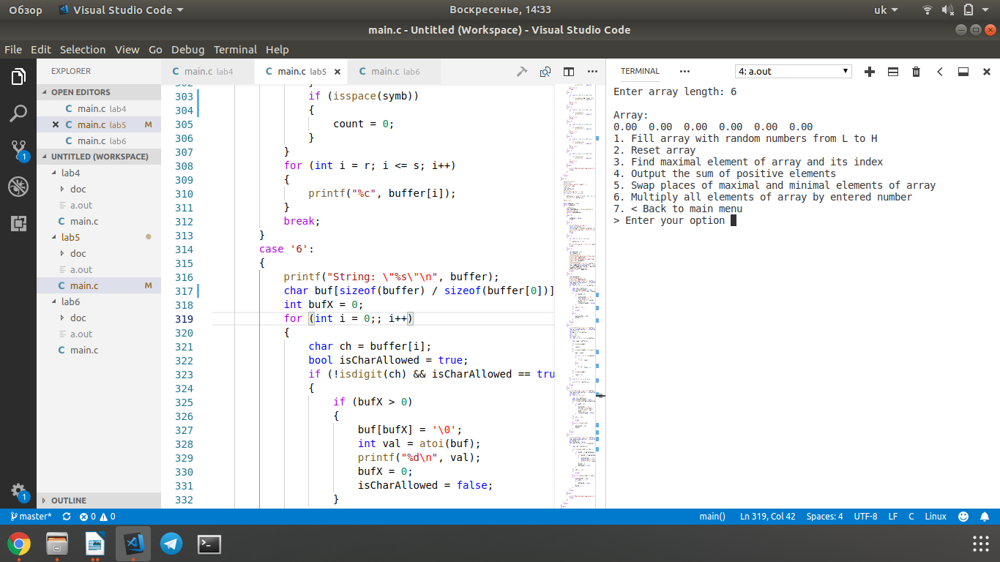 Обзор Visual Studio Code Воскресенье, 14:33 uk
main.c - Untitled (Workspace) - Visual Studio Code
File Edit Selection View Go Debug Terminal Help
EXPLORER
OPEN EDITORS
main.c lab4
main.c lab5 M
main.c lab6
UNTITLED (WORKSPACE)
lab4
doc
a.out
main.c
lab5
doc
a.out
main.c M
lab6
doc
a.out
main.c
OUTLINE
1
1
main.c lab4 main.c lab5 main.c lab6
302 }
303 if (isspace(symb))
304 {
305 count = 0;
306 }
307 }
308 for (int i = r; i <= s; i++)
309 {
310 printf("%c", buffer[i]);
311 }
312 break;
313 }
314 case '6':
315 {
316 printf("String: \"%s\"\n", buffer);
317 char buf[sizeof(buffer) / sizeof(buffer[0])]
318 int bufX = 0;
319 for (int i = 0;; i++)
320 {
321 char ch = buffer[i];
322 bool isCharAllowed = true;
323 if (!isdigit(ch) && isCharAllowed == tru
324 {
325 if (bufX > 0)
326 {
327 buf[bufX] = '\0';
328 int val = atoi(buf);
329 printf("%d\n", val);
330 bufX = 0;
331 isCharAllowed = false;
332 }
TERMINAL 4: a.out
Enter array length: 6
Array:
0.00 0.00 0.00 0.00 0.00 0.00
1. Fill array with random numbers from L to H
2. Reset array
3. Find maximal element of array and its index
4. Output the sum of positive elements
5. Swap places of maximal and minimal elements of array
6. Multiply all elements of array by entered number
7. < Back to main menu
> Enter your option
master* 0 0 main() Ln 319, Col 42 Spaces: 4 UTF-8 LF C Linux